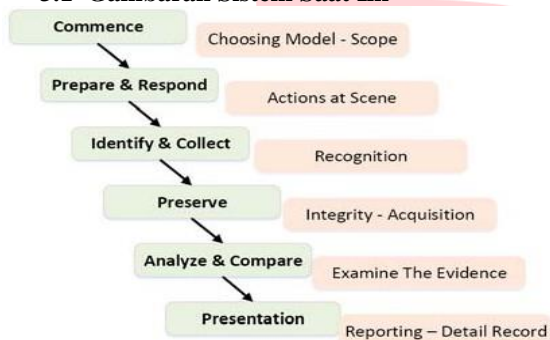 Commence
Choosing Model - Scope
Prepare & Respond
Actions at Scene
Identify & Collect
Recognition
Preserve
Integrity - Acquisition
Analyze & Compare
Examine The Evidence
Presentation
Reporting – Detail Record